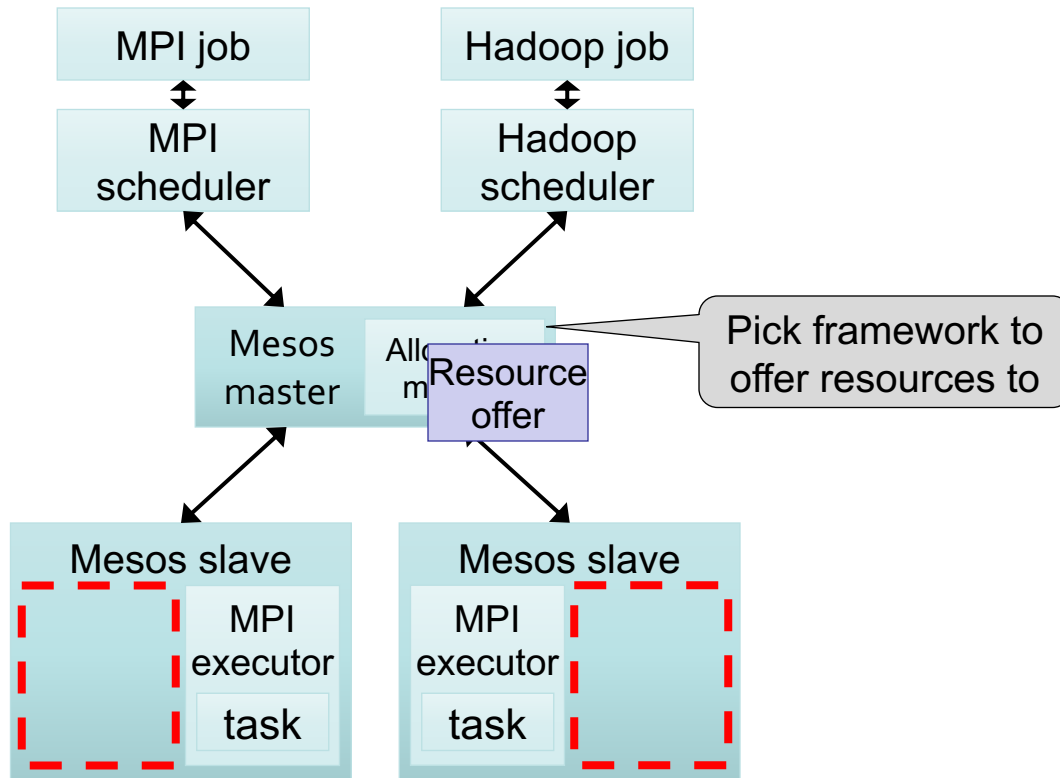 MPI job
Hadoop job
MPI
scheduler
Hadoop
scheduler
Mesos
master
Resource
offer
Pick framework to
offer resources to
Mesos slave
MPI
executor
task
Mesos slave
MPI
executor
task